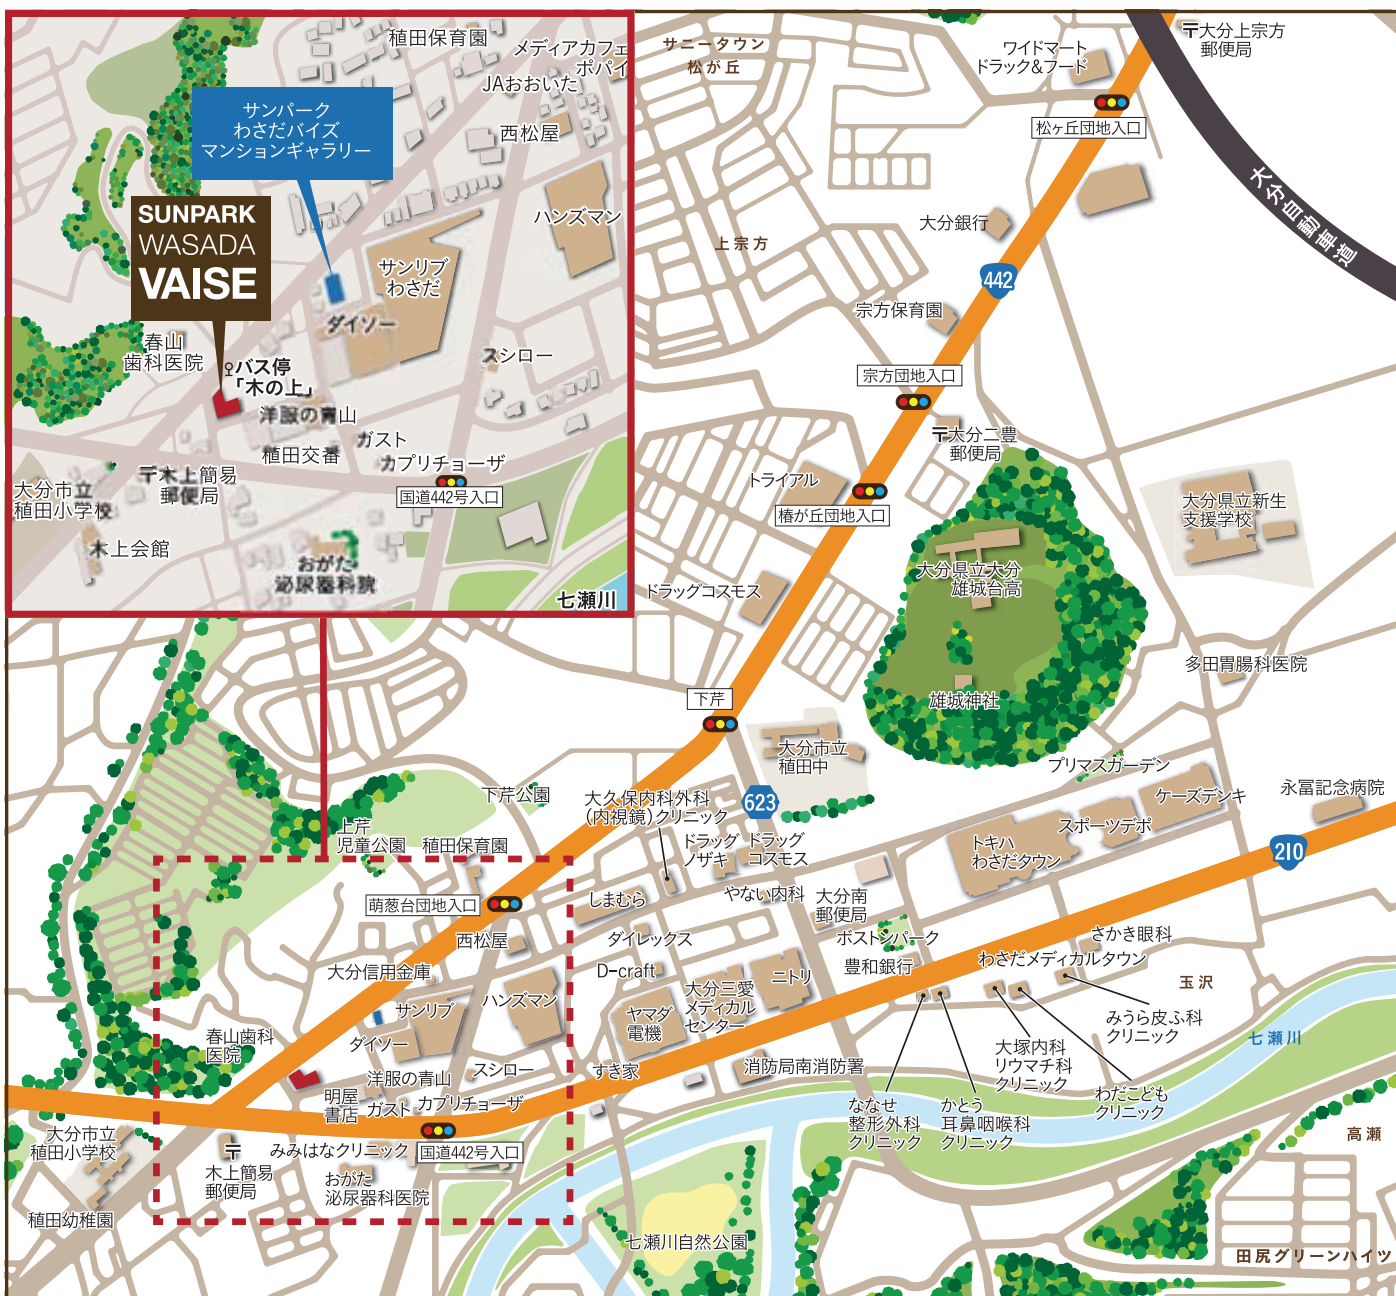 稙田保育園
メディアカフェ
ポパイ
JAおおいた
西松屋
サンパーク
わさだバイズ
マンションギャラリー
SUNPARK
WASADA
VAISE
ハンズマン
サンリブ
わさだ
ダイソー
春山
歯科医院
バス停
「木の上」
スシロー
洋服の青山
稙田交番
ガスト
カプリチョーザ
国道442号入口
〒木上簡易
郵便局
大分市立
稙田小学校
木上会館
おがた
泌尿器科院
七瀬川
サニータウン
松が丘
ワイドマート
ドラック&フード
〒大分上宗方
郵便局
松ヶ丘団地入口
大分自動車道
上宗方
大分銀行
442
宗方保育園
宗方団地入口
〒大分二豊
郵便局
トライアル
椿が丘団地入口
大分県立新生
支援学校
大分県立大分
雄城台高
ドラッグコスモス
雄城神社
多田胃腸科医院
下芹
大分市立
稙田中
プリマスガーデン
ケーズデンキ
永冨記念病院
スポーツデポ
トキハ
わさだタウン
210
623
下芹公園
大久保内科外科
(内視鏡)クリニック
ドラッグ
ノザキ
ドラッグ
コスモス
上芹
児童公園
稙田保育園
萌葱台団地入口
しまむら
やない内科
大分南
郵便局
西松屋
ダイレックス
ボストンパーク
さかき眼科
大分信用金庫
D-craft
豊和銀行
わさだメディカルタウン
サンリブ
ハンズマン
大分三愛
メディカル
センター
ニトリ
玉沢
ヤマダ
電機
みうら皮ふ科
クリニック
七瀬川
春山歯科
医院
ダイソー
スシロー
すき家
消防局南消防署
大塚内科
リウマチ科
クリニック
洋服の青山
明屋
書店
ガスト
カプリチョーザ
ななせ
整形外科
クリニック
かとう
耳鼻咽喉科
クリニック
わだこども
クリニック
大分市立
稙田小学校
〒
木上簡易
郵便局
みみはなクリニック
国道442号入口
高瀬
おがた
泌尿器科医院
稙田幼稚園
七瀬川自然公園
田尻グリーンハイツ